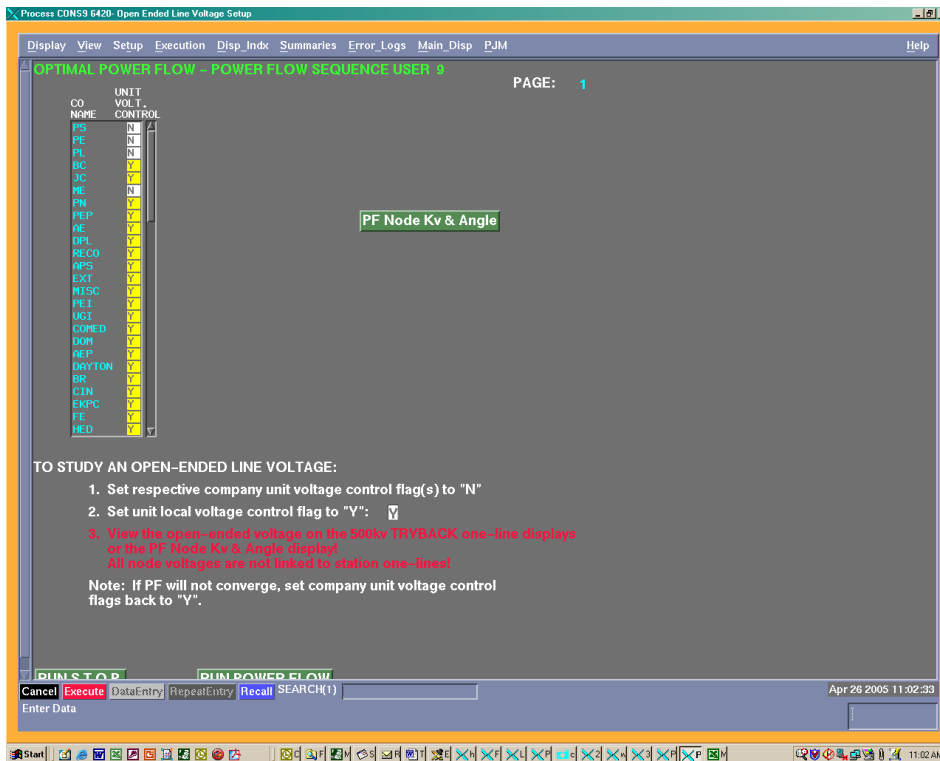 Process CONS9 6420- Open Ended Line Voltage Setup
Display View Setup Execution Disp_Indx Summaries Error_Logs Main_Disp PJM Help
OPTIMAL POWER FLOW – POWER FLOW SEQUENCE USER 9
PAGE: 1
UNIT
CO VOLT.
NAME CONTROL
PS N
PE N
PL N
BC Y
JC Y
ME N
PN Y
PEP Y
AE Y
DPL Y
RECO Y
APS Y
EXT Y
MISC Y
PEI Y
UGI Y
COMED Y
DOM Y
AEP Y
DAYTON Y
BR Y
CIN Y
EKPC Y
FE Y
HED Y
PF Node Kv & Angle
TO STUDY AN OPEN–ENDED LINE VOLTAGE:
1. Set respective company unit voltage control flag(s) to "N"
2. Set unit local voltage control flag to "Y": Y
3. View the open–ended voltage on the 500kv TRYBACK one–line displays
or the PF Node Kv & Angle display!
All node voltages are not linked to station one–lines!
Note: If PF will not converge, set company unit voltage control
flags back to "Y".
RUN S T O P RUN POWER FLOW
Cancel Execute DataEntry RepeatEntry Recall SEARCH(1) Apr 26 2005 11:02:33
Enter Data
Start 11:02 AM